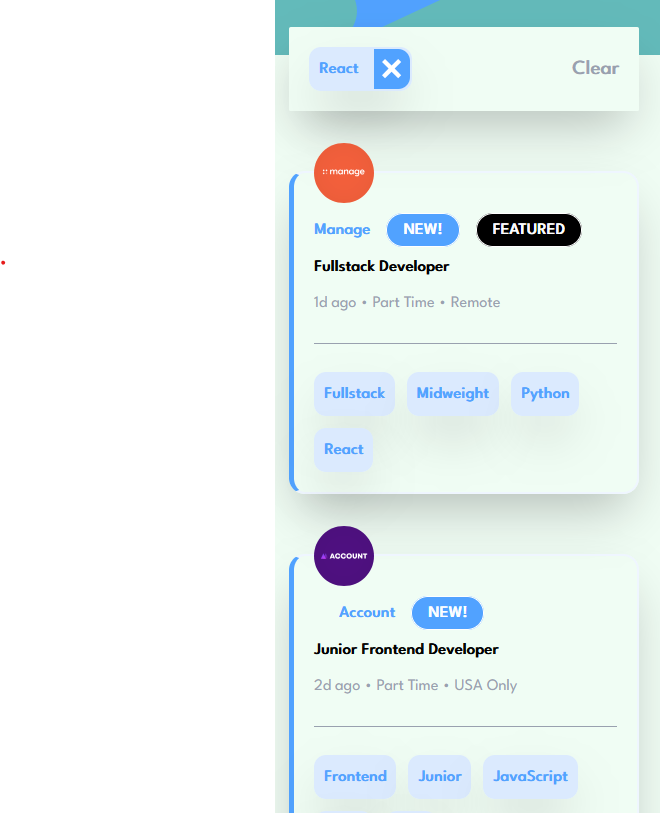 React Clear
manage
Manage NEW! FEATURED
Fullstack Developer
1d ago • Part Time • Remote
Fullstack Midweight Python
React
ACCOUNT
Account NEW!
Junior Frontend Developer
2d ago • Part Time • USA Only
Frontend Junior JavaScript